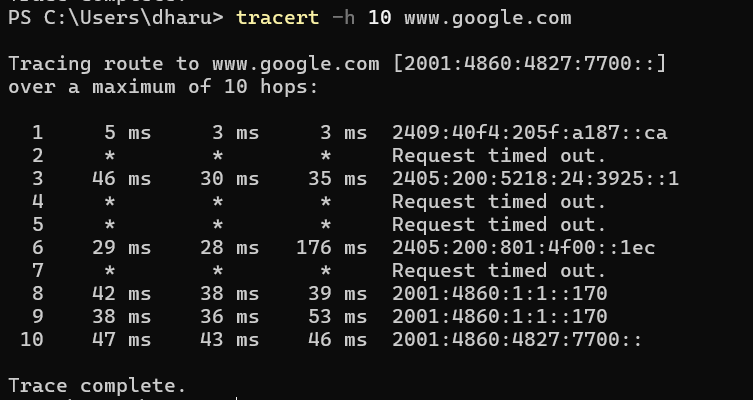 PS C:\Users\dharu> tracert -h 10 www.google.com
Tracing route to www.google.com [2001:4860:4827:7700::]
over a maximum of 10 hops:
1 5 ms 3 ms 3 ms 2409:40f4:205f:a187::ca
2 * * * Request timed out.
3 46 ms 30 ms 35 ms 2405:200:5218:24:3925::1
4 * * * Request timed out.
5 * * * Request timed out.
6 29 ms 28 ms 176 ms 2405:200:801:4f00::1ec
7 * * * Request timed out.
8 42 ms 38 ms 39 ms 2001:4860:1:1::170
9 38 ms 36 ms 53 ms 2001:4860:1:1::170
10 47 ms 43 ms 46 ms 2001:4860:4827:7700::
Trace complete.